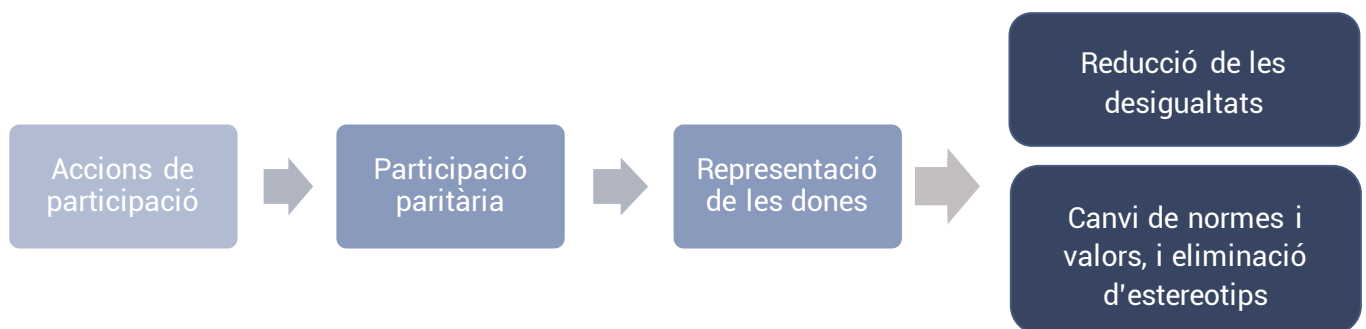 Accions de
participació
Participació
paritària
Representació
de les dones
Reducció de les
desigualtats
Canvi de normes i
valors, i eliminació
d'estereotips